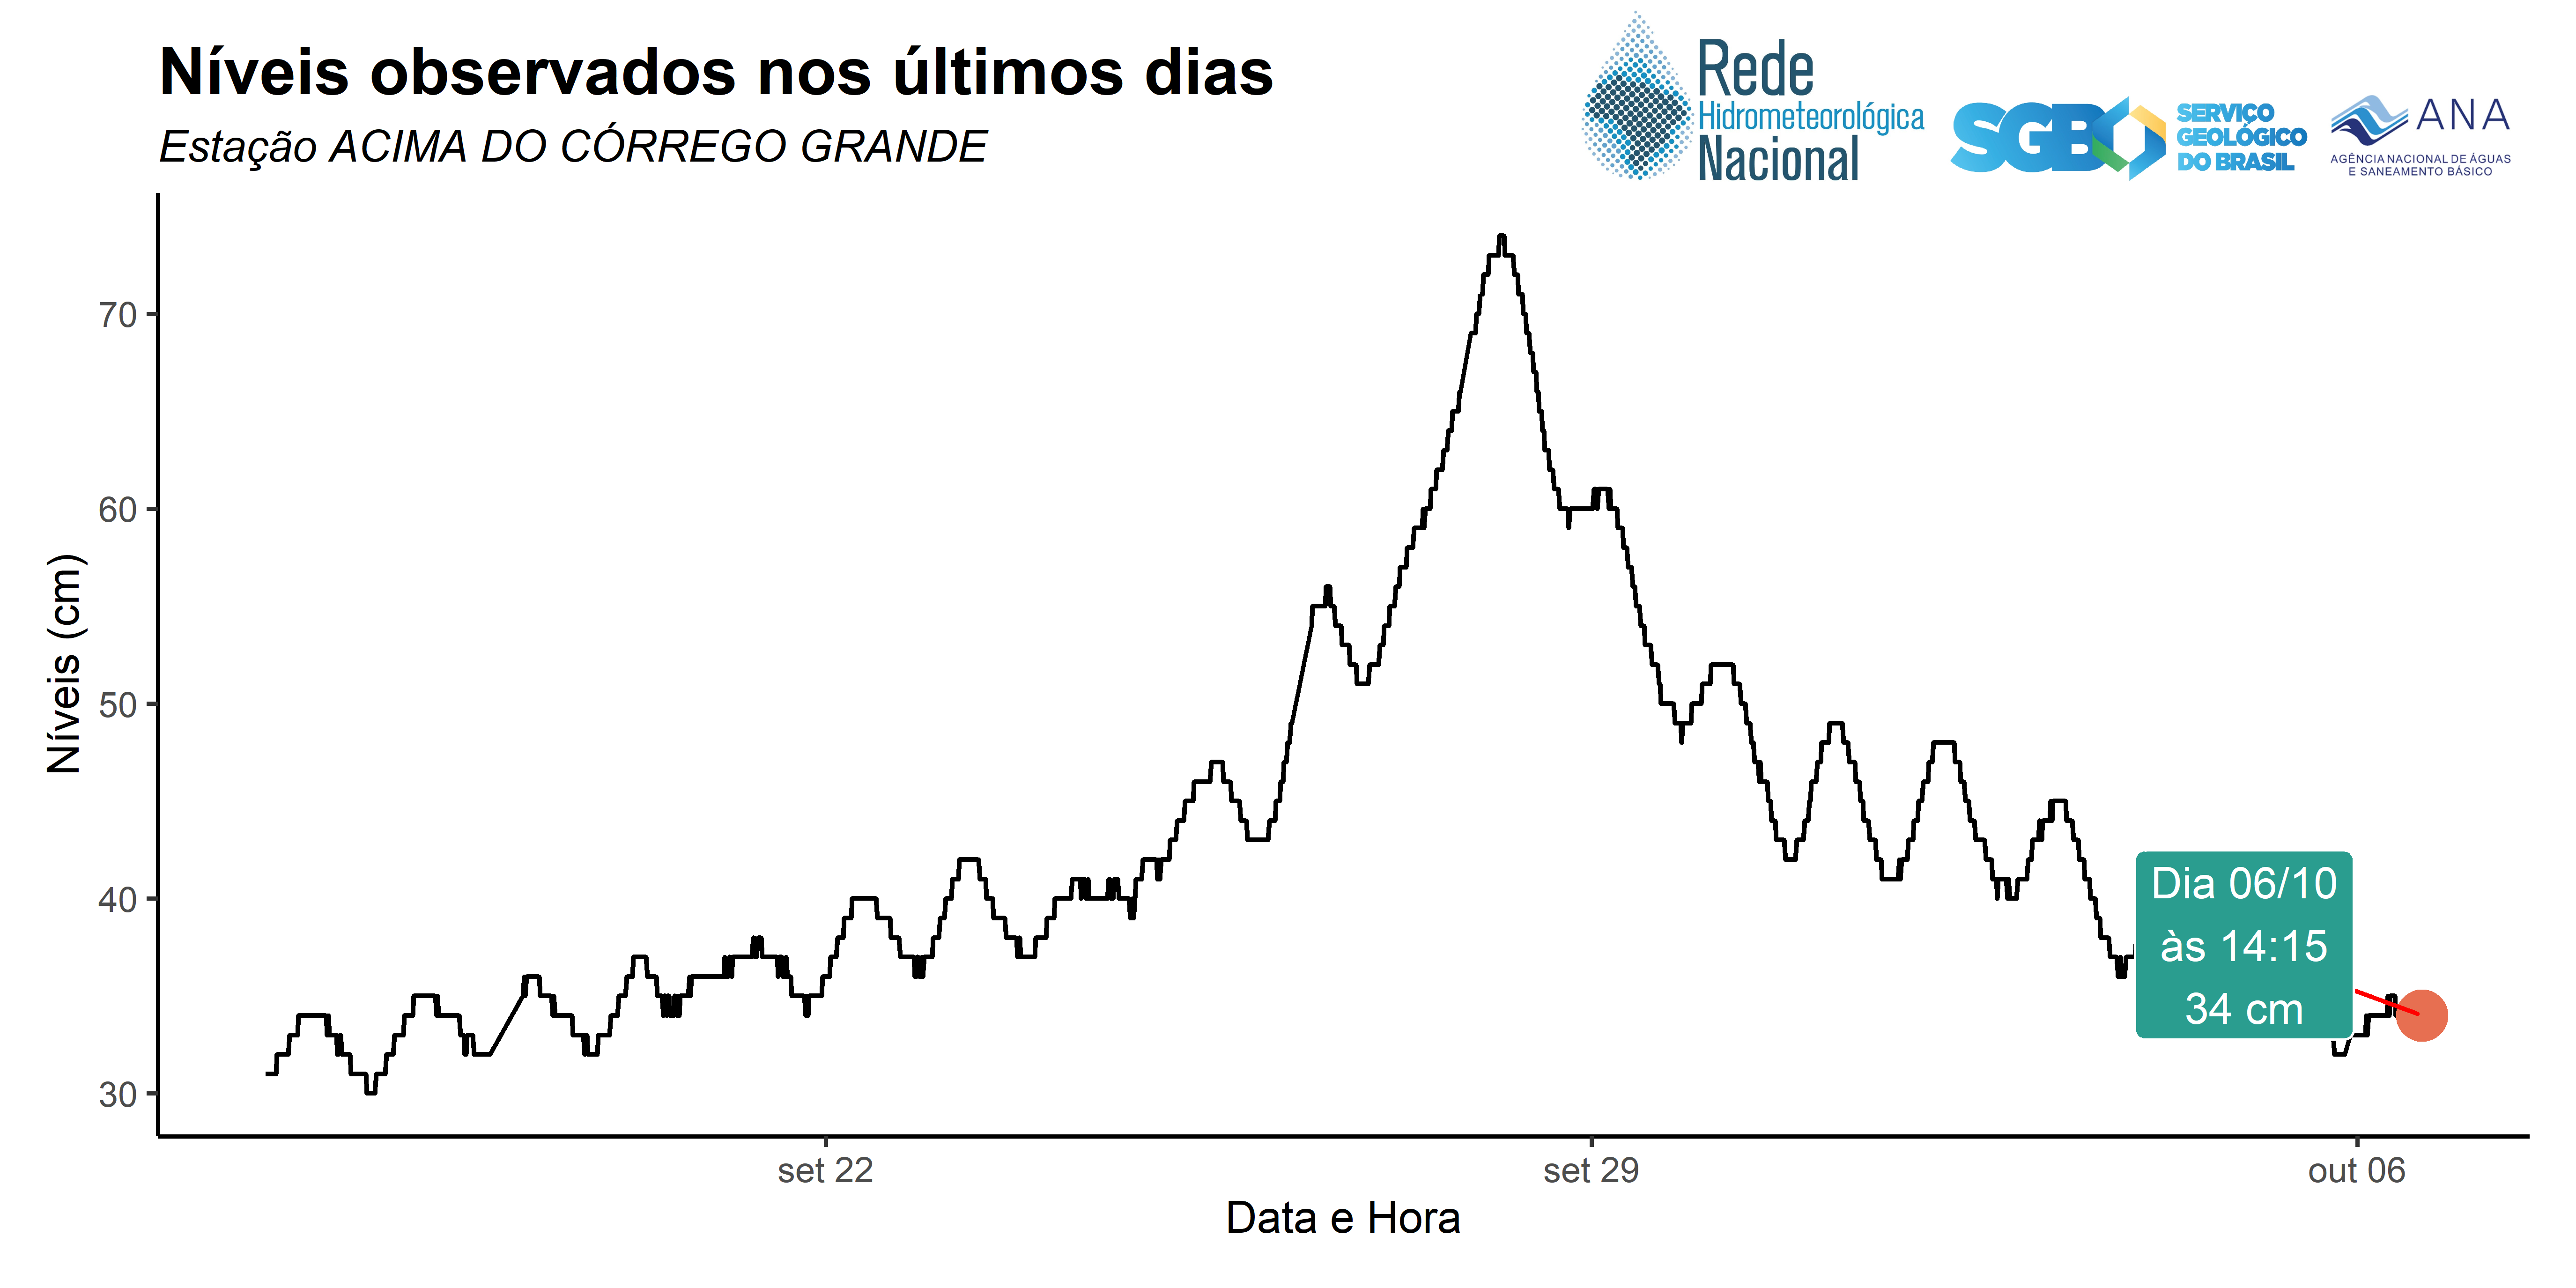 Níveis observados nos últimos dias
Estação ACIMA DO CÓRREGO GRANDE
Rede
Hidrometeorológica
Nacional
SGB
SERVIÇO
GEOLÓGICO
DO BRASIL
ANA
AGÊNCIA NACIONAL DE ÁGUAS
E SANEAMENTO BÁSICO
Níveis (cm)
70
60
50
40
30
Dia 06/10
às 14:15
34 cm
set 22
set 29
out 06
Data e Hora